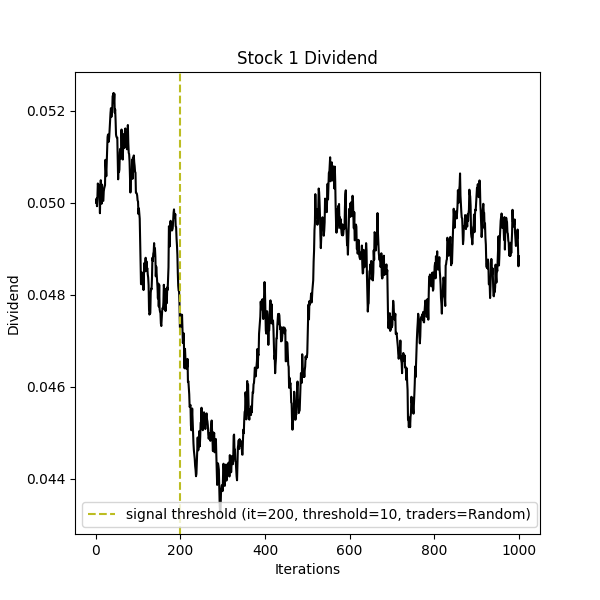 Stock 1 Dividend
Dividend
0.052
0.050
0.048
0.046
0.044
signal threshold (it=200, threshold=10, traders=Random)
0 200 400 600 800 1000
Iterations